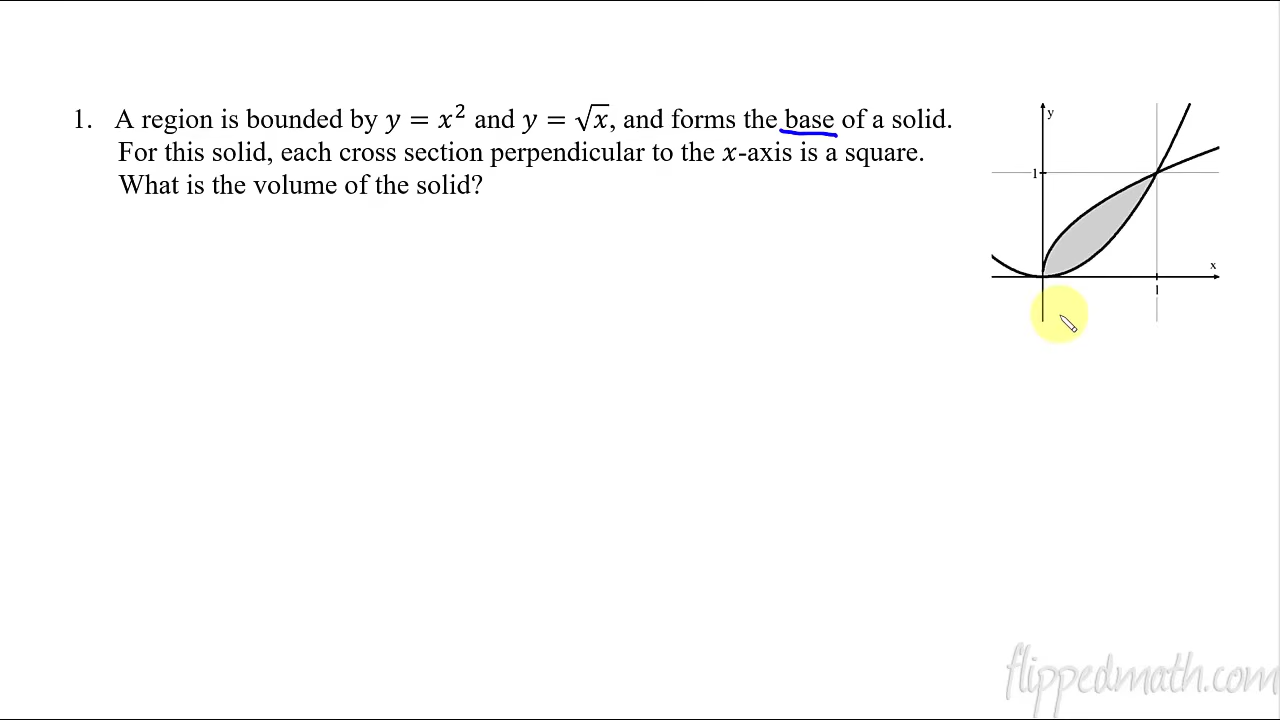 1. A region is bounded by y = x² and y = √x, and forms the base of a solid.
For this solid, each cross section perpendicular to the x-axis is a square.
What is the volume of the solid?
y
1
x
1
flippedmath.com